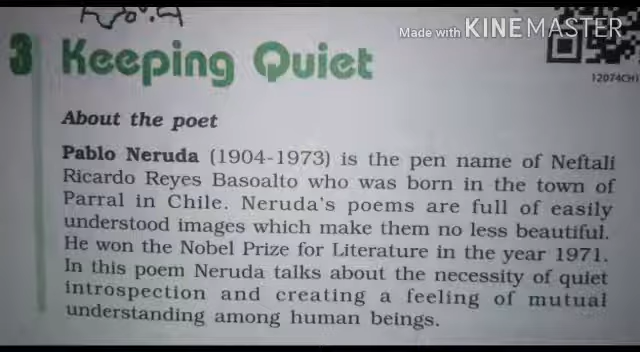 Made with KINEMASTER
3 Keeping Quiet
12074CH
About the poet
Pablo Neruda (1904-1973) is the pen name of Neftali
Ricardo Reyes Basoalto who was born in the town of
Parral in Chile. Neruda's poems are full of easily
understood images which make them no less beautiful.
He won the Nobel Prize for Literature in the year 1971.
In this poem Neruda talks about the necessity of quiet
introspection and creating a feeling of mutual
understanding among human beings.